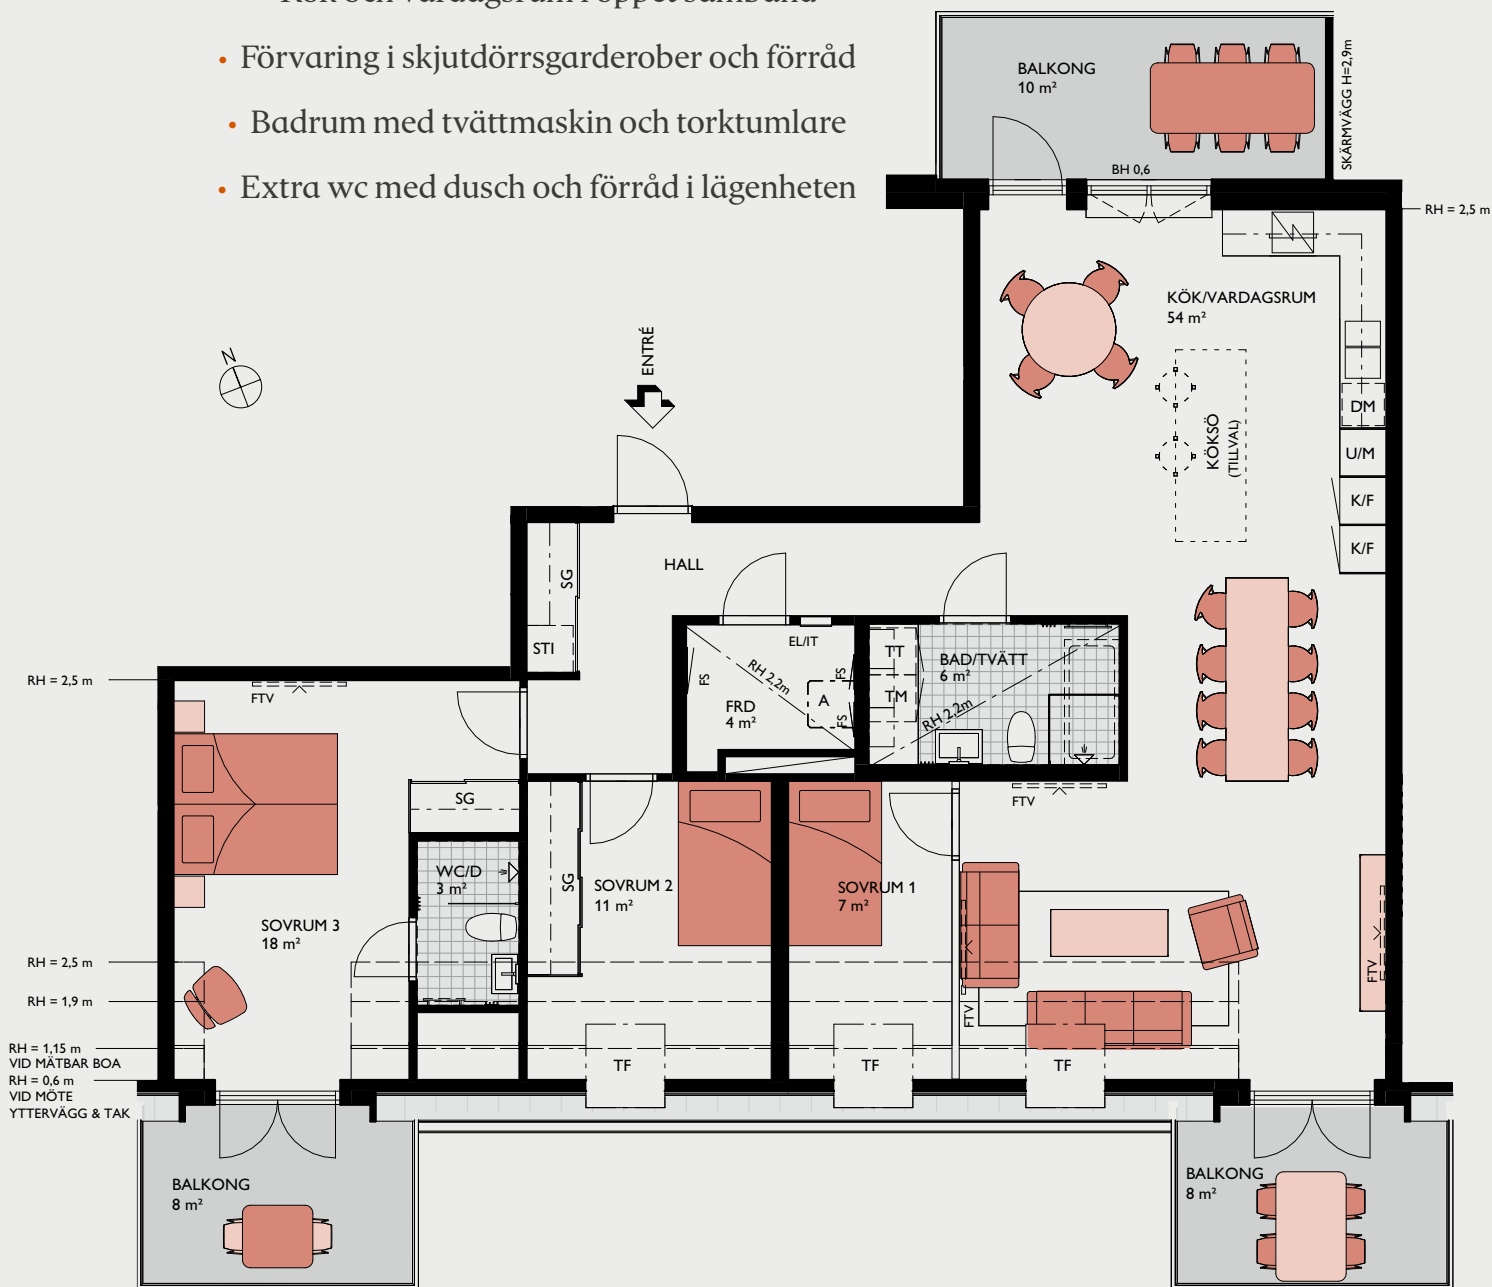 Kök och vardagsrum i öppet samband
• Förvaring i skjutdörrsgarderober och förråd
• Badrum med tvättmaskin och torktumlare
• Extra wc med dusch och förråd i lägenheten
BALKONG
10 m²
SKÄRMVÄGG H=2,9m
BH 0,6
RH = 2,5 m
KÖK/VARDAGSRUM
54 m²
N
ENTRÉ
KÖKSÖ
(TILLVAL)
DM
U/M
K/F
K/F
HALL
SG
STI
EL/IT
FS
RH 2,2m
FRD
4 m²
A
FS
FS
TT
TM
BAD/TVÄTT
6 m²
RH 2,2m
RH = 2,5 m
FTV
SG
FTV
WC/D
3 m²
SG
SOVRUM 2
11 m²
SOVRUM 1
7 m²
SOVRUM 3
18 m²
FTV
FTV
RH = 2,5 m
RH = 1,9 m
RH = 1,15 m
VID MÄTBAR BOA
RH = 0,6 m
VID MÖTE
YTTERVÄGG & TAK
TF
TF
TF
BALKONG
8 m²
BALKONG
8 m²